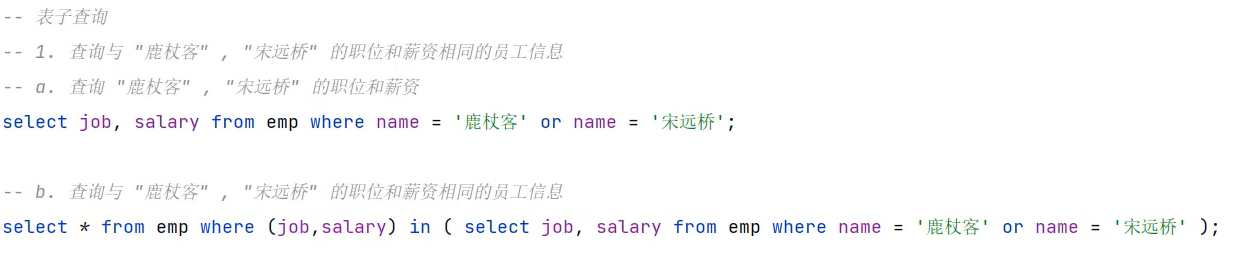 -- 表子查询
-- 1. 查询与 "鹿杖客" , "宋远桥" 的职位和薪资相同的员工信息
-- a. 查询 "鹿杖客" , "宋远桥" 的职位和薪资
select job, salary from emp where name = '鹿杖客' or name = '宋远桥';
-- b. 查询与 "鹿杖客" , "宋远桥" 的职位和薪资相同的员工信息
select * from emp where (job,salary) in ( select job, salary from emp where name = '鹿杖客' or name = '宋远桥' );